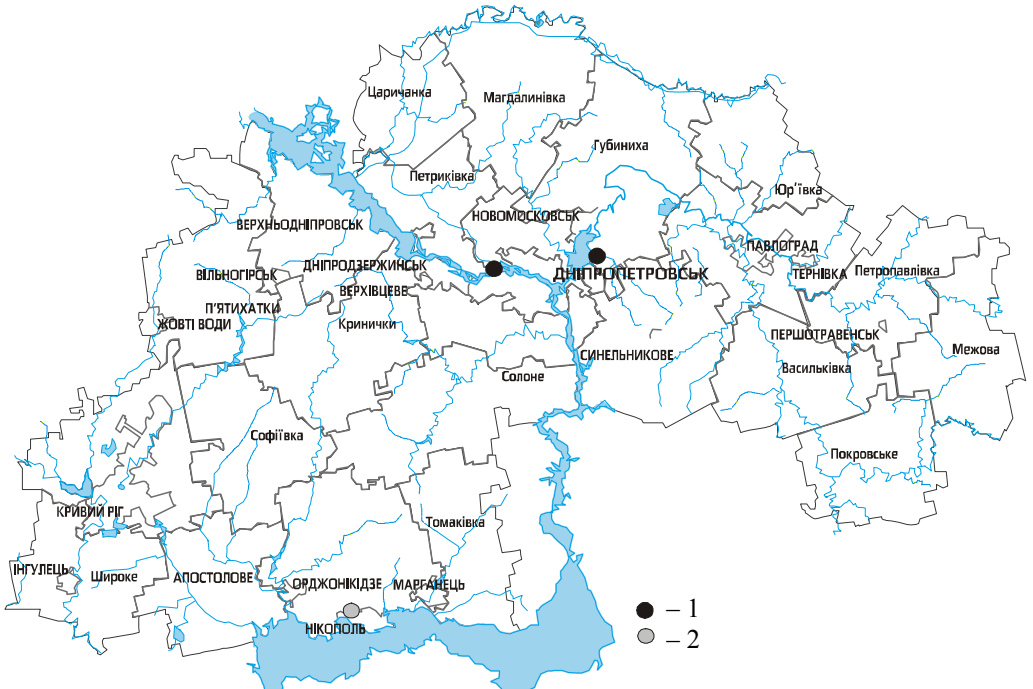 Царичанка
Магдалинівка
Губиниха
Петриківка
Юр’ївка
НОВОМОСКОВСЬК
ВЕРХНЬОДНІПРОВСЬК
ПАВЛОГРАД
ДНІПРОДЗЕРЖИНСЬК
ДНІПРОПЕТРОВСЬК
ВІЛЬНОГІРСЬК
ТЕРНІВКА
Петропавлівка
ВЕРХІВЦЕВЕ
П’ЯТИХАТКИ
ЖОВТІ ВОДИ
Кринички
ПЕРШОТРАВЕНСЬК
Межова
СИНЕЛЬНИКОВЕ
Васильківка
Солоне
Софіївка
Покровське
КРИВИЙ РІГ
Томаківка
ІНГУЛЕЦЬ
Широке
АПОСТОЛОВЕ
ОРДЖОНІКІДЗЕ
МАРГАНЕЦЬ
НІКОПОЛЬ
– 1
– 2